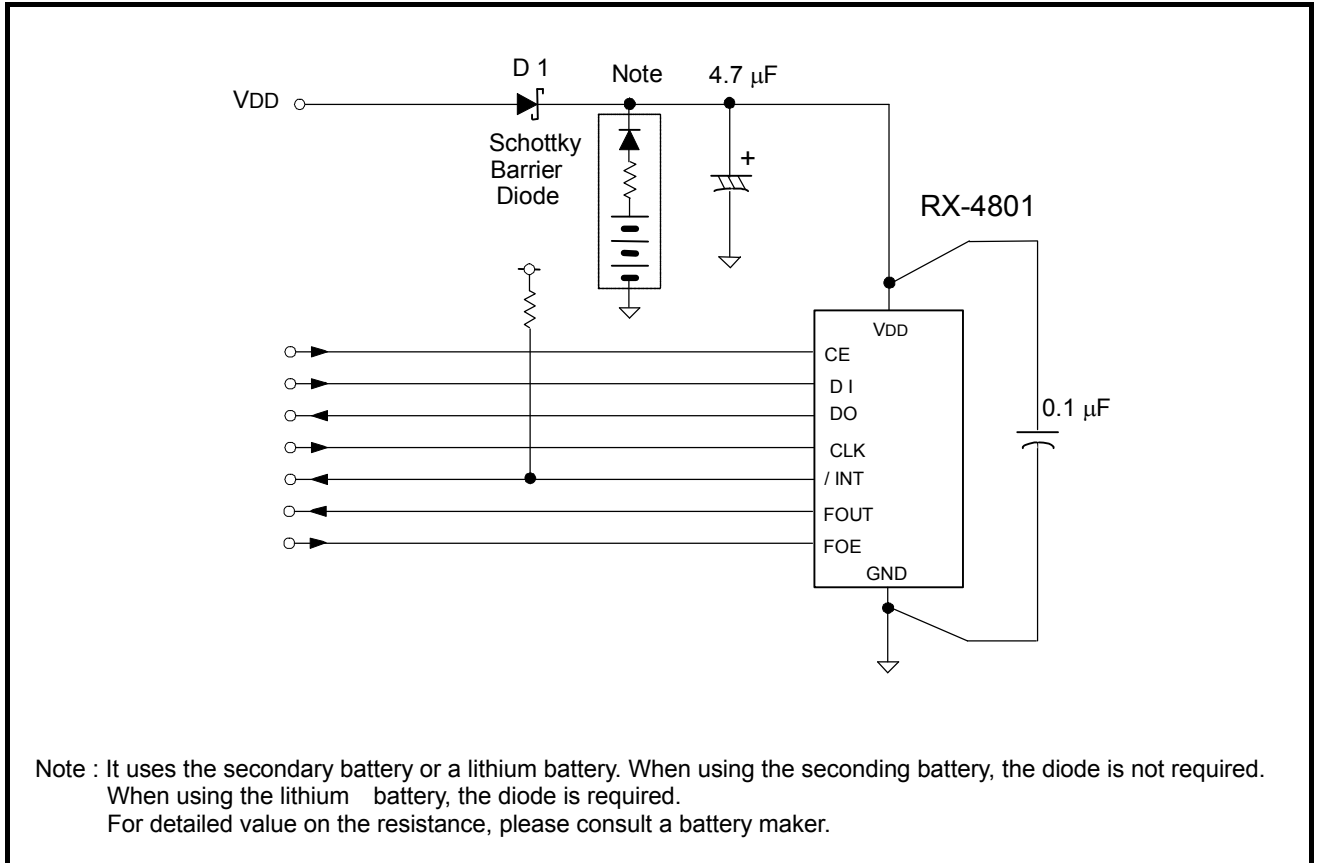 D 1
Note
4.7 μF
VDD
Schottky
Barrier
Diode
+
RX-4801
VDD
CE
D I
DO
0.1 μF
CLK
/ INT
FOUT
FOE
GND
Note : It uses the secondary battery or a lithium battery. When using the seconding battery, the diode is not required.
When using the lithium battery, the diode is required.
For detailed value on the resistance, please consult a battery maker.